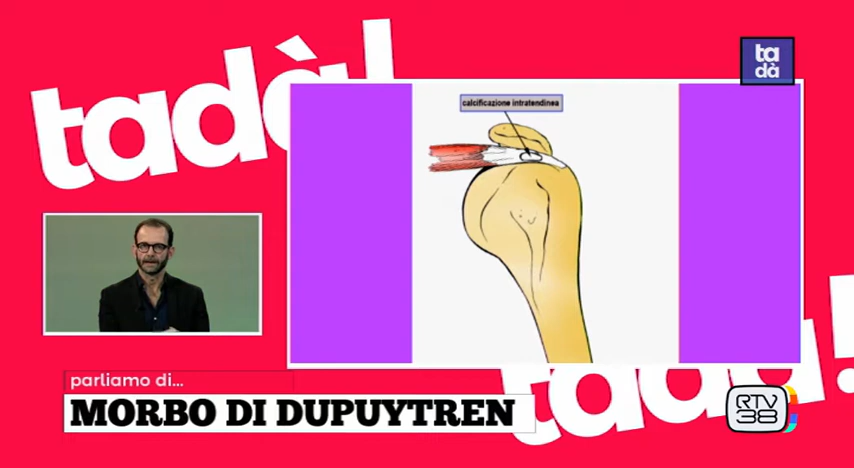 tadà!
ta
dà
calcificazione intratendinea
parliamo di...
MORBO DI DUPUYTREN
tadà!
RTV
38